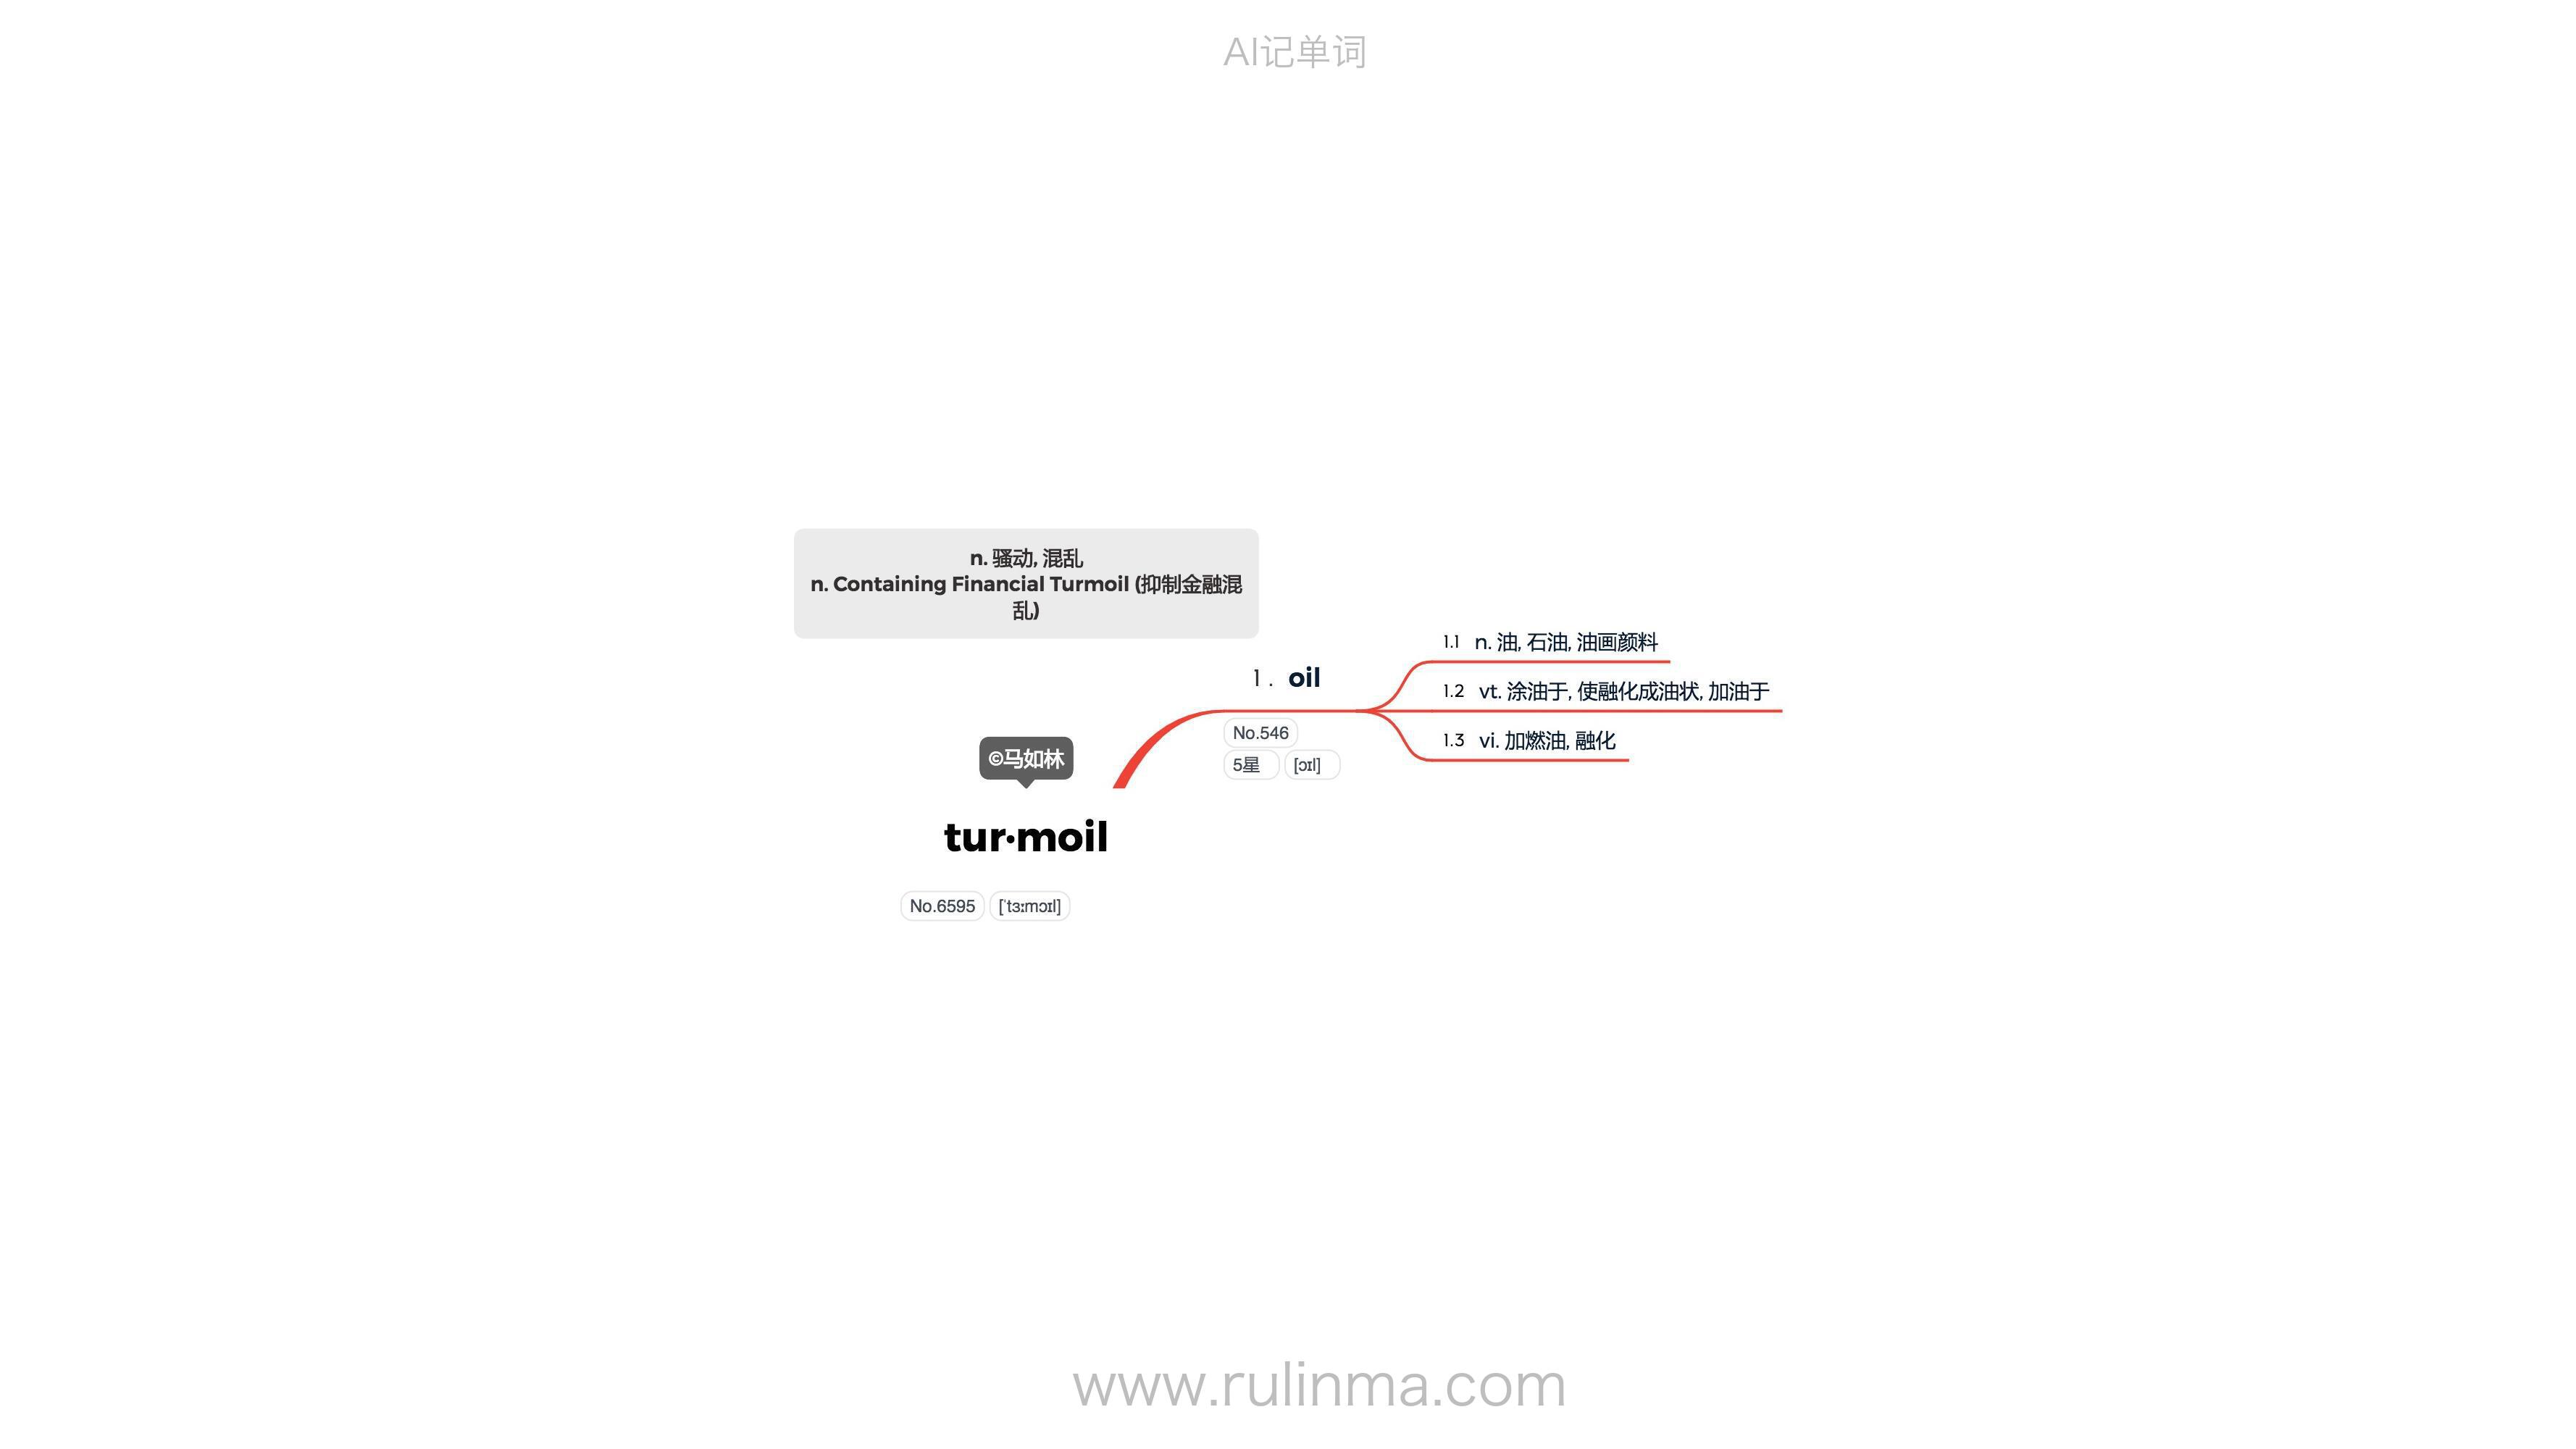 AI记单词
n. 骚动, 混乱
n. Containing Financial Turmoil (抑制金融混
乱)
1.1 n. 油, 石油, 油画颜料
1. oil
1.2 vt. 涂油于, 使融化成油状, 加油于
No.546
1.3 vi. 加燃油, 融化
5星 [ɔɪl]
©马如林
tur·moil
No.6595 [ˈtɜːmɔɪl]
www.rulinma.com